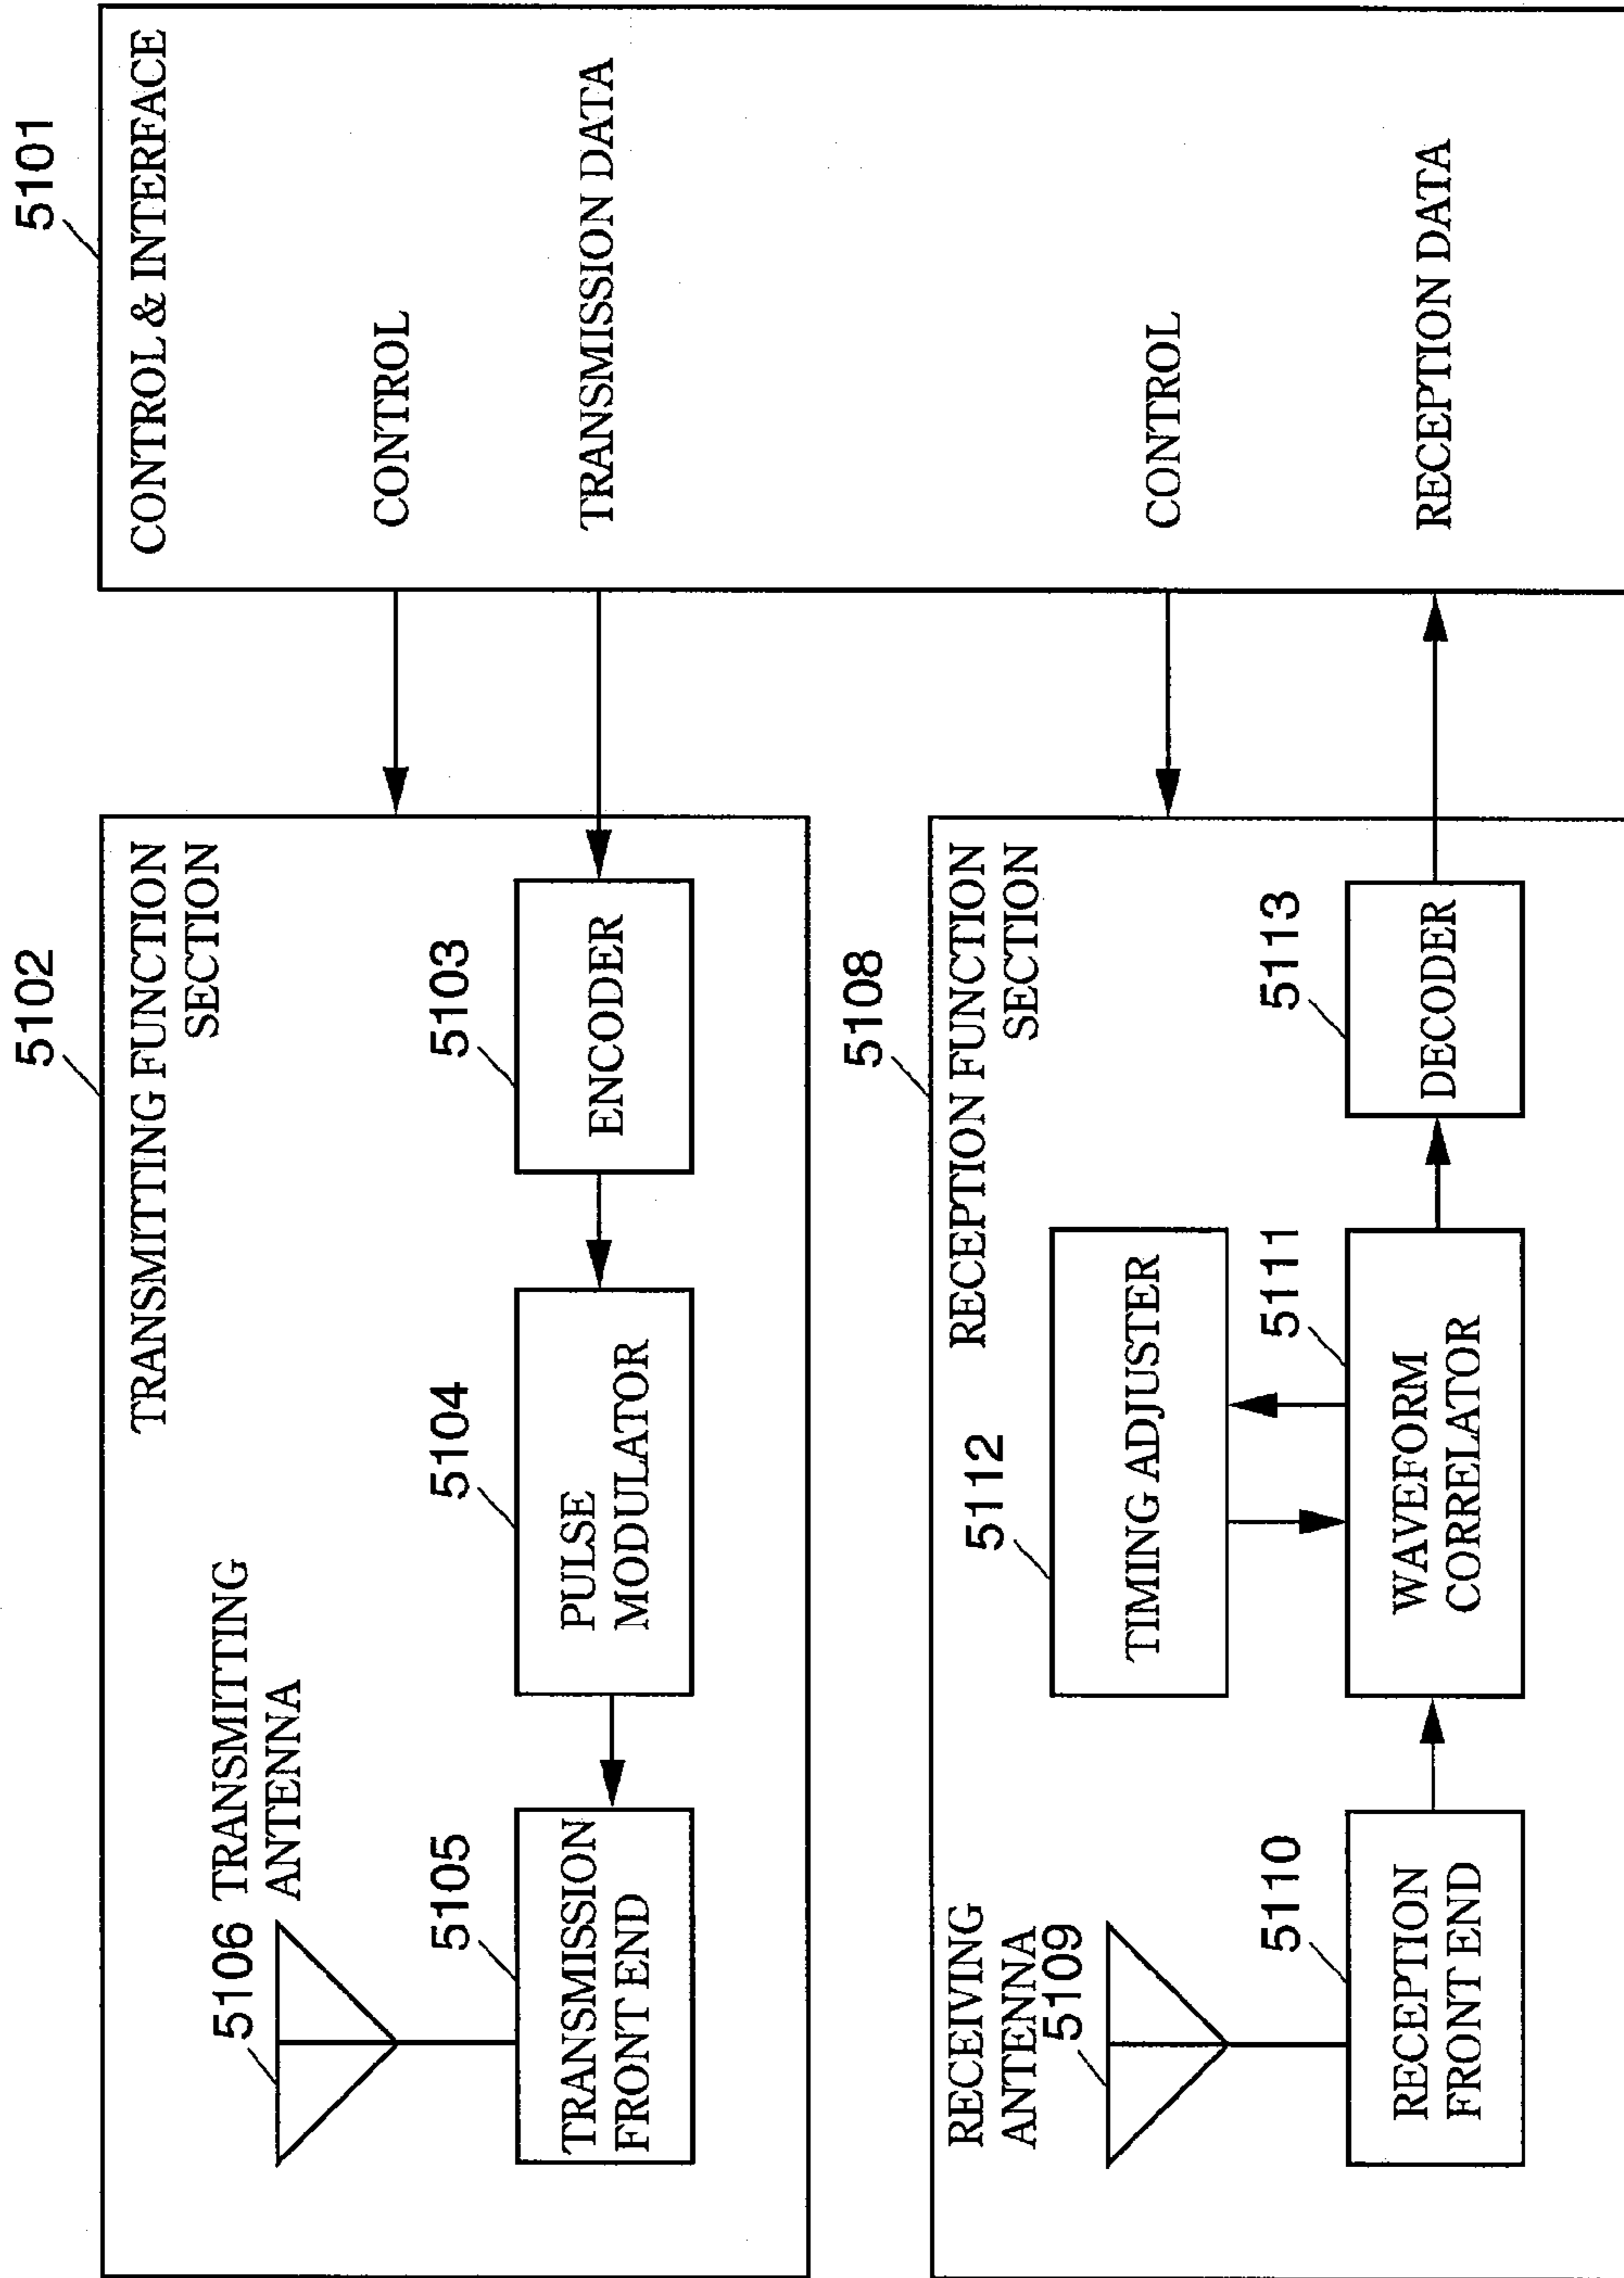 5102
TRANSMITTING FUNCTION
SECTION
5106 TRANSMITTING
ANTENNA
5105
TRANSMISSION
FRONT END
5104
PULSE
MODULATOR
5103
ENCODER
5101
CONTROL & INTERFACE
CONTROL
TRANSMISSION DATA
CONTROL
RECEPTION DATA
5108
RECEPTION FUNCTION
SECTION
RECEIVING
ANTENNA
5109
5110
RECEPTION
FRONT END
5112
TIMING ADJUSTER
5111
WAVEFORM
CORRELATOR
5113
DECODER